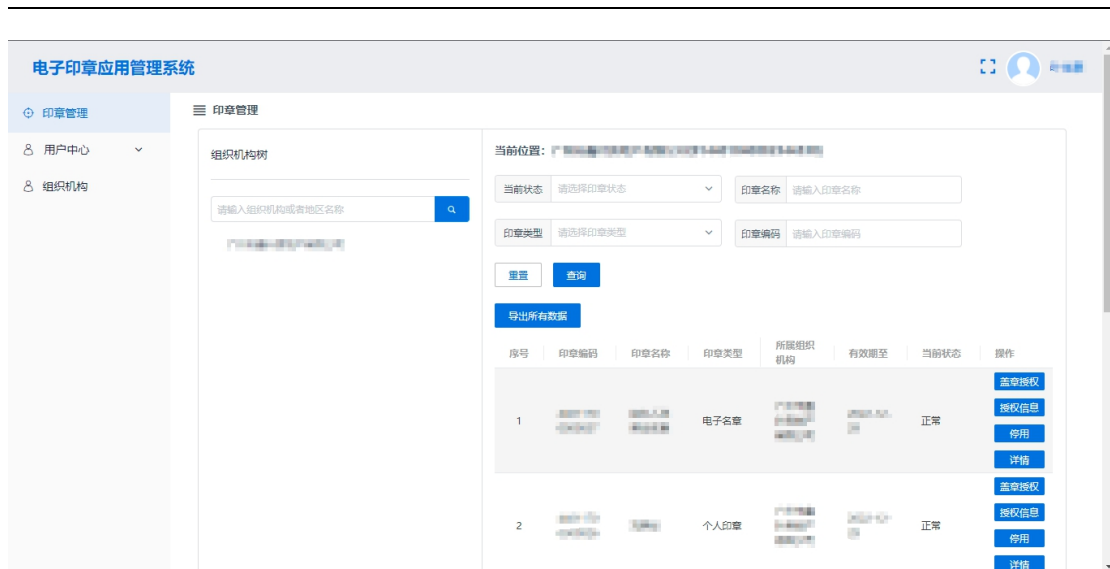 电子印章应用管理系统
印章管理
用户中心
组织机构
印章管理
组织机构树
请输入组织机构或者地区名称
当前位置：
当前状态 请选择印章状态 印章名称 请输入印章名称
印章类型 请选择印章类型 印章编码 请输入印章编码
重置 查询
导出所有数据
序号 印章编码 印章名称 印章类型 所属组织机构 有效期至 当前状态 操作
1 电子名章 正常
盖章授权
授权信息
停用
详情
2 个人印章 正常
盖章授权
授权信息
停用
详情